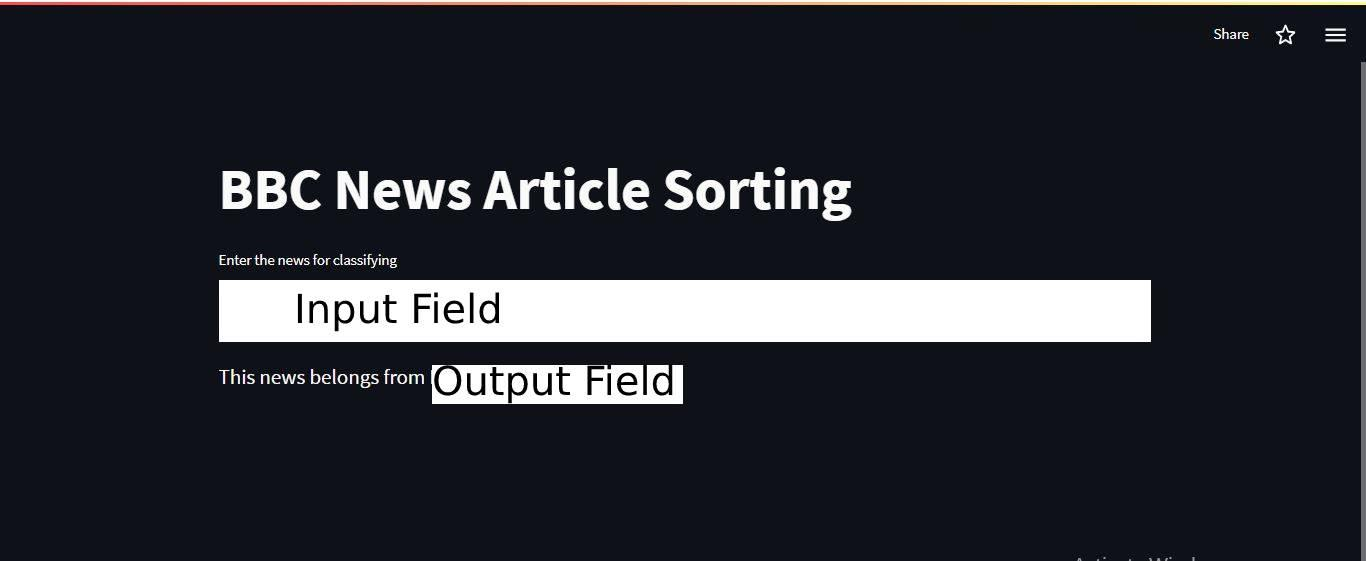 Share
BBC News Article Sorting
Enter the news for classifying
Input Field
This news belongs from Output Field